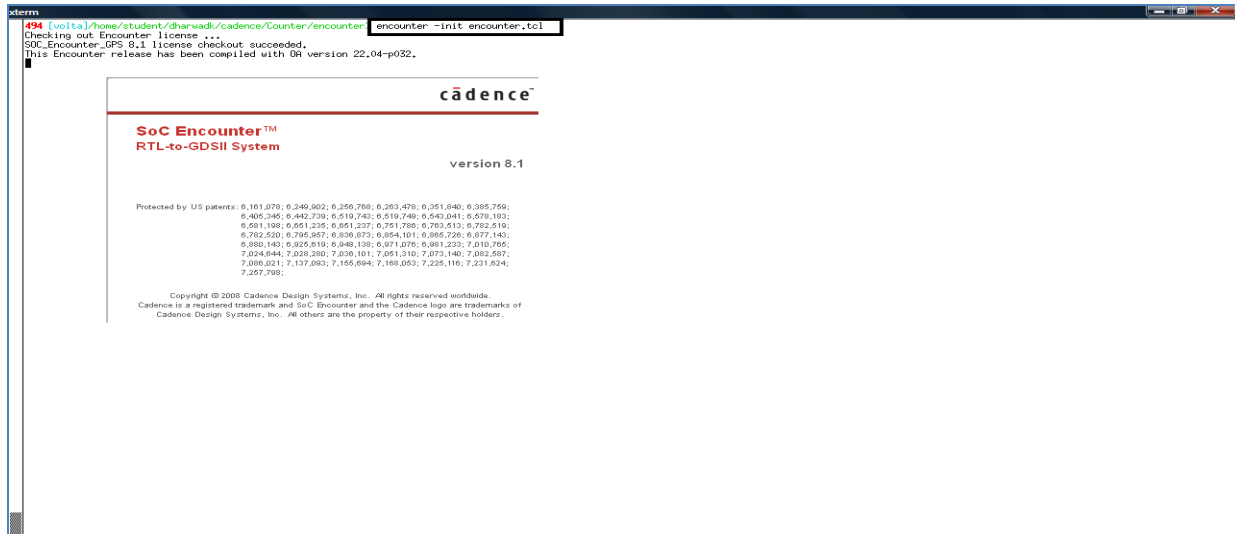 xterm
494 [volta]/home/student/dharwadk/cadence/Counter/encounter> encounter -init encounter.tcl
Checking out Encounter license ...
SOC_Encounter_GPS 8.1 license checkout succeeded.
This Encounter release has been compiled with OA version 22.04-p032.
cādence™
SoC Encounter™
RTL-to-GDSII System
version 8.1
Protected by US patents: 6,161,078; 6,249,902; 6,256,768; 6,263,478; 6,351,840; 6,385,759;
6,405,345; 6,442,739; 6,519,743; 6,519,749; 6,543,041; 6,578,183;
6,581,198; 6,651,235; 6,651,237; 6,751,786; 6,763,513; 6,782,519;
6,782,520; 6,795,957; 6,836,873; 6,854,101; 6,865,726; 6,877,143;
6,880,143; 6,925,619; 6,948,138; 6,971,076; 6,981,233; 7,010,765;
7,024,644; 7,028,280; 7,036,101; 7,051,310; 7,073,140; 7,082,587;
7,086,021; 7,137,093; 7,155,694; 7,168,053; 7,225,116; 7,231,624;
7,257,798;
Copyright © 2008 Cadence Design Systems, Inc. All rights reserved worldwide.
Cadence is a registered trademark and SoC Encounter and the Cadence logo are trademarks of
Cadence Design Systems, Inc. All others are the property of their respective holders.